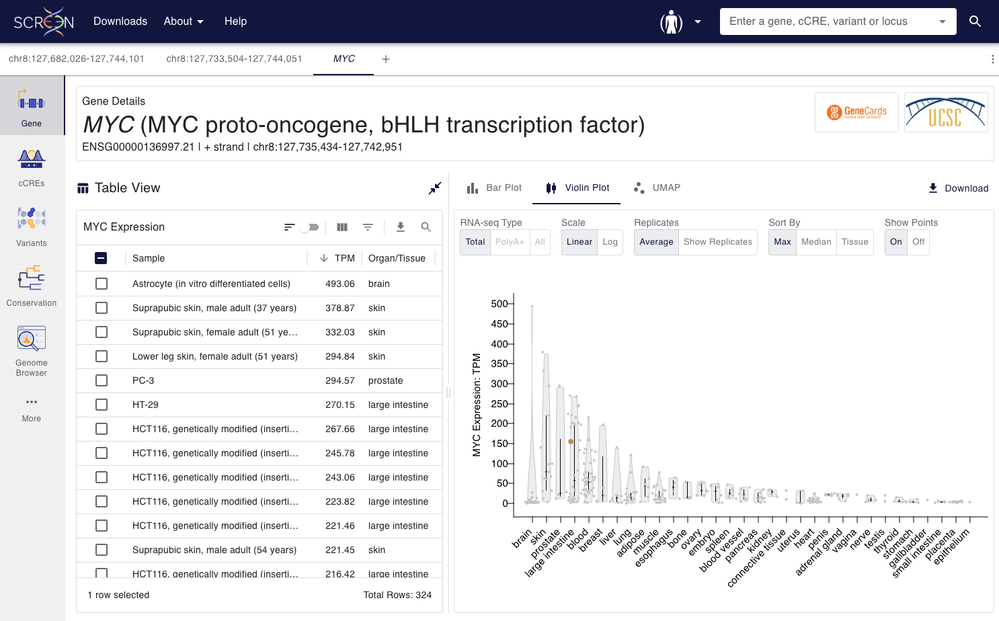 SCREEN
Downloads
About
Help
Enter a gene, cCRE, variant or locus
chr8:127,682,026-127,744,101
chr8:127,733,504-127,744,051
MYC
Gene
cCREs
Variants
Conservation
Genome
Browser
More
Gene Details
MYC (MYC proto-oncogene, bHLH transcription factor)
ENSG00000136997.21 | + strand | chr8:127,735,434-127,742,951
GeneCards
HUMAN GENE DATABASE
UCSC
Table View
MYC Expression
Sample TPM Organ/Tissue
Astrocyte (in vitro differentiated cells) 493.06 brain
Suprapubic skin, male adult (37 years) 378.87 skin
Suprapubic skin, female adult (51 ye… 332.03 skin
Lower leg skin, female adult (51 years) 294.84 skin
PC-3 294.57 prostate
HT-29 270.15 large intestine
HCT116, genetically modified (inserti… 267.66 large intestine
HCT116, genetically modified (inserti… 245.78 large intestine
HCT116, genetically modified (inserti… 243.06 large intestine
HCT116, genetically modified (inserti… 223.82 large intestine
HCT116, genetically modified (inserti… 221.46 large intestine
Suprapubic skin, male adult (54 years) 221.45 skin
HCT116, genetically modified (inserti… 216.42 large intestine
1 row selected
Total Rows: 324
Bar Plot
Violin Plot
UMAP
Download
RNA-seq Type
Total PolyA+ All
Scale
Linear Log
Replicates
Average Show Replicates
Sort By
Max Median Tissue
Show Points
On Off
MYC Expression: TPM
500
450
400
350
300
250
200
150
100
50
0
brain
skin
prostate
large intestine
blood
breast
liver
lung
adipose
muscle
esophagus
bone
ovary
embryo
spleen
blood vessel
pancreas
kidney
connective tissue
uterus
heart
penis
adrenal gland
vagina
nerve
testis
thyroid
stomach
gallbladder
small intestine
placenta
epithelium